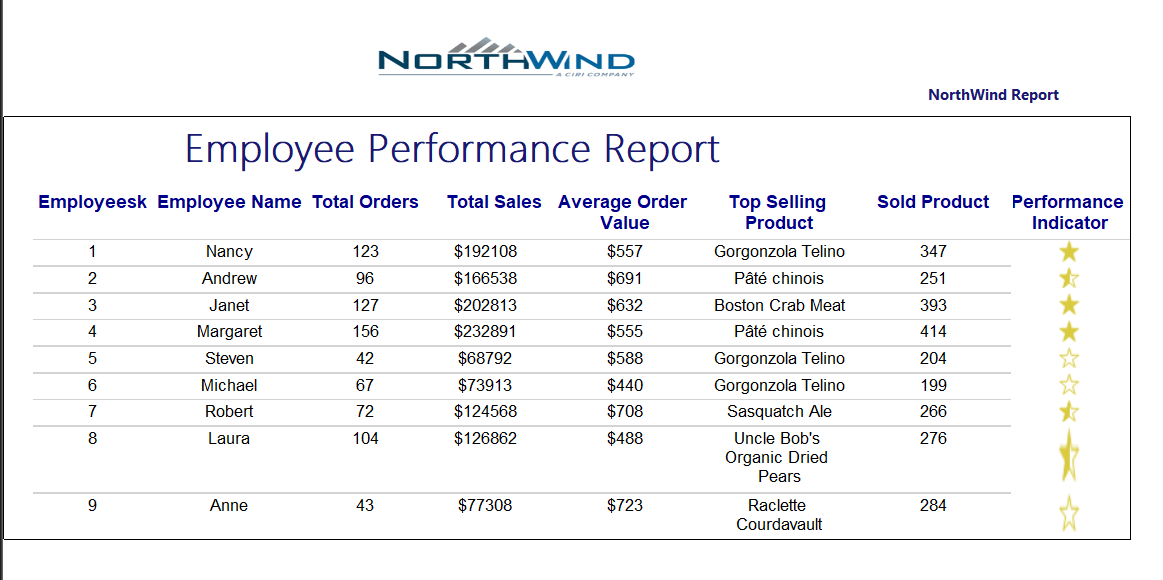 NORTHWIND
A CIRI COMPANY
NorthWind Report
Employee Performance Report
Employeesk Employee Name Total Orders Total Sales Average Order Value Top Selling Product Sold Product Performance Indicator
1 Nancy 123 $192108 $557 Gorgonzola Telino 347
2 Andrew 96 $166538 $691 Pâté chinois 251
3 Janet 127 $202813 $632 Boston Crab Meat 393
4 Margaret 156 $232891 $555 Pâté chinois 414
5 Steven 42 $68792 $588 Gorgonzola Telino 204
6 Michael 67 $73913 $440 Gorgonzola Telino 199
7 Robert 72 $124568 $708 Sasquatch Ale 266
8 Laura 104 $126862 $488 Uncle Bob's 276
Organic Dried
Pears
9 Anne 43 $77308 $723 Raclette 284
Courdavault